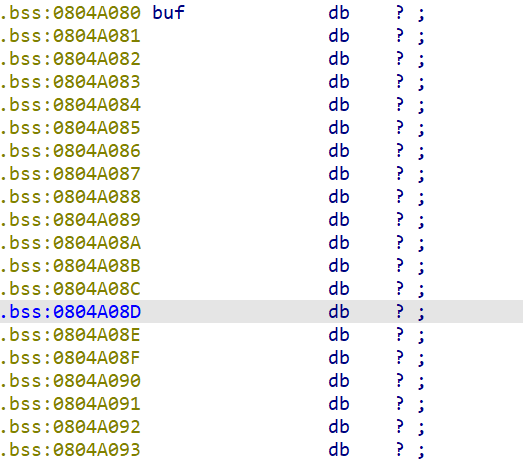 .bss:0804A080 buf db ? ;
.bss:0804A081 db ? ;
.bss:0804A082 db ? ;
.bss:0804A083 db ? ;
.bss:0804A084 db ? ;
.bss:0804A085 db ? ;
.bss:0804A086 db ? ;
.bss:0804A087 db ? ;
.bss:0804A088 db ? ;
.bss:0804A089 db ? ;
.bss:0804A08A db ? ;
.bss:0804A08B db ? ;
.bss:0804A08C db ? ;
.bss:0804A08D db ? ;
.bss:0804A08E db ? ;
.bss:0804A08F db ? ;
.bss:0804A090 db ? ;
.bss:0804A091 db ? ;
.bss:0804A092 db ? ;
.bss:0804A093 db ? ;